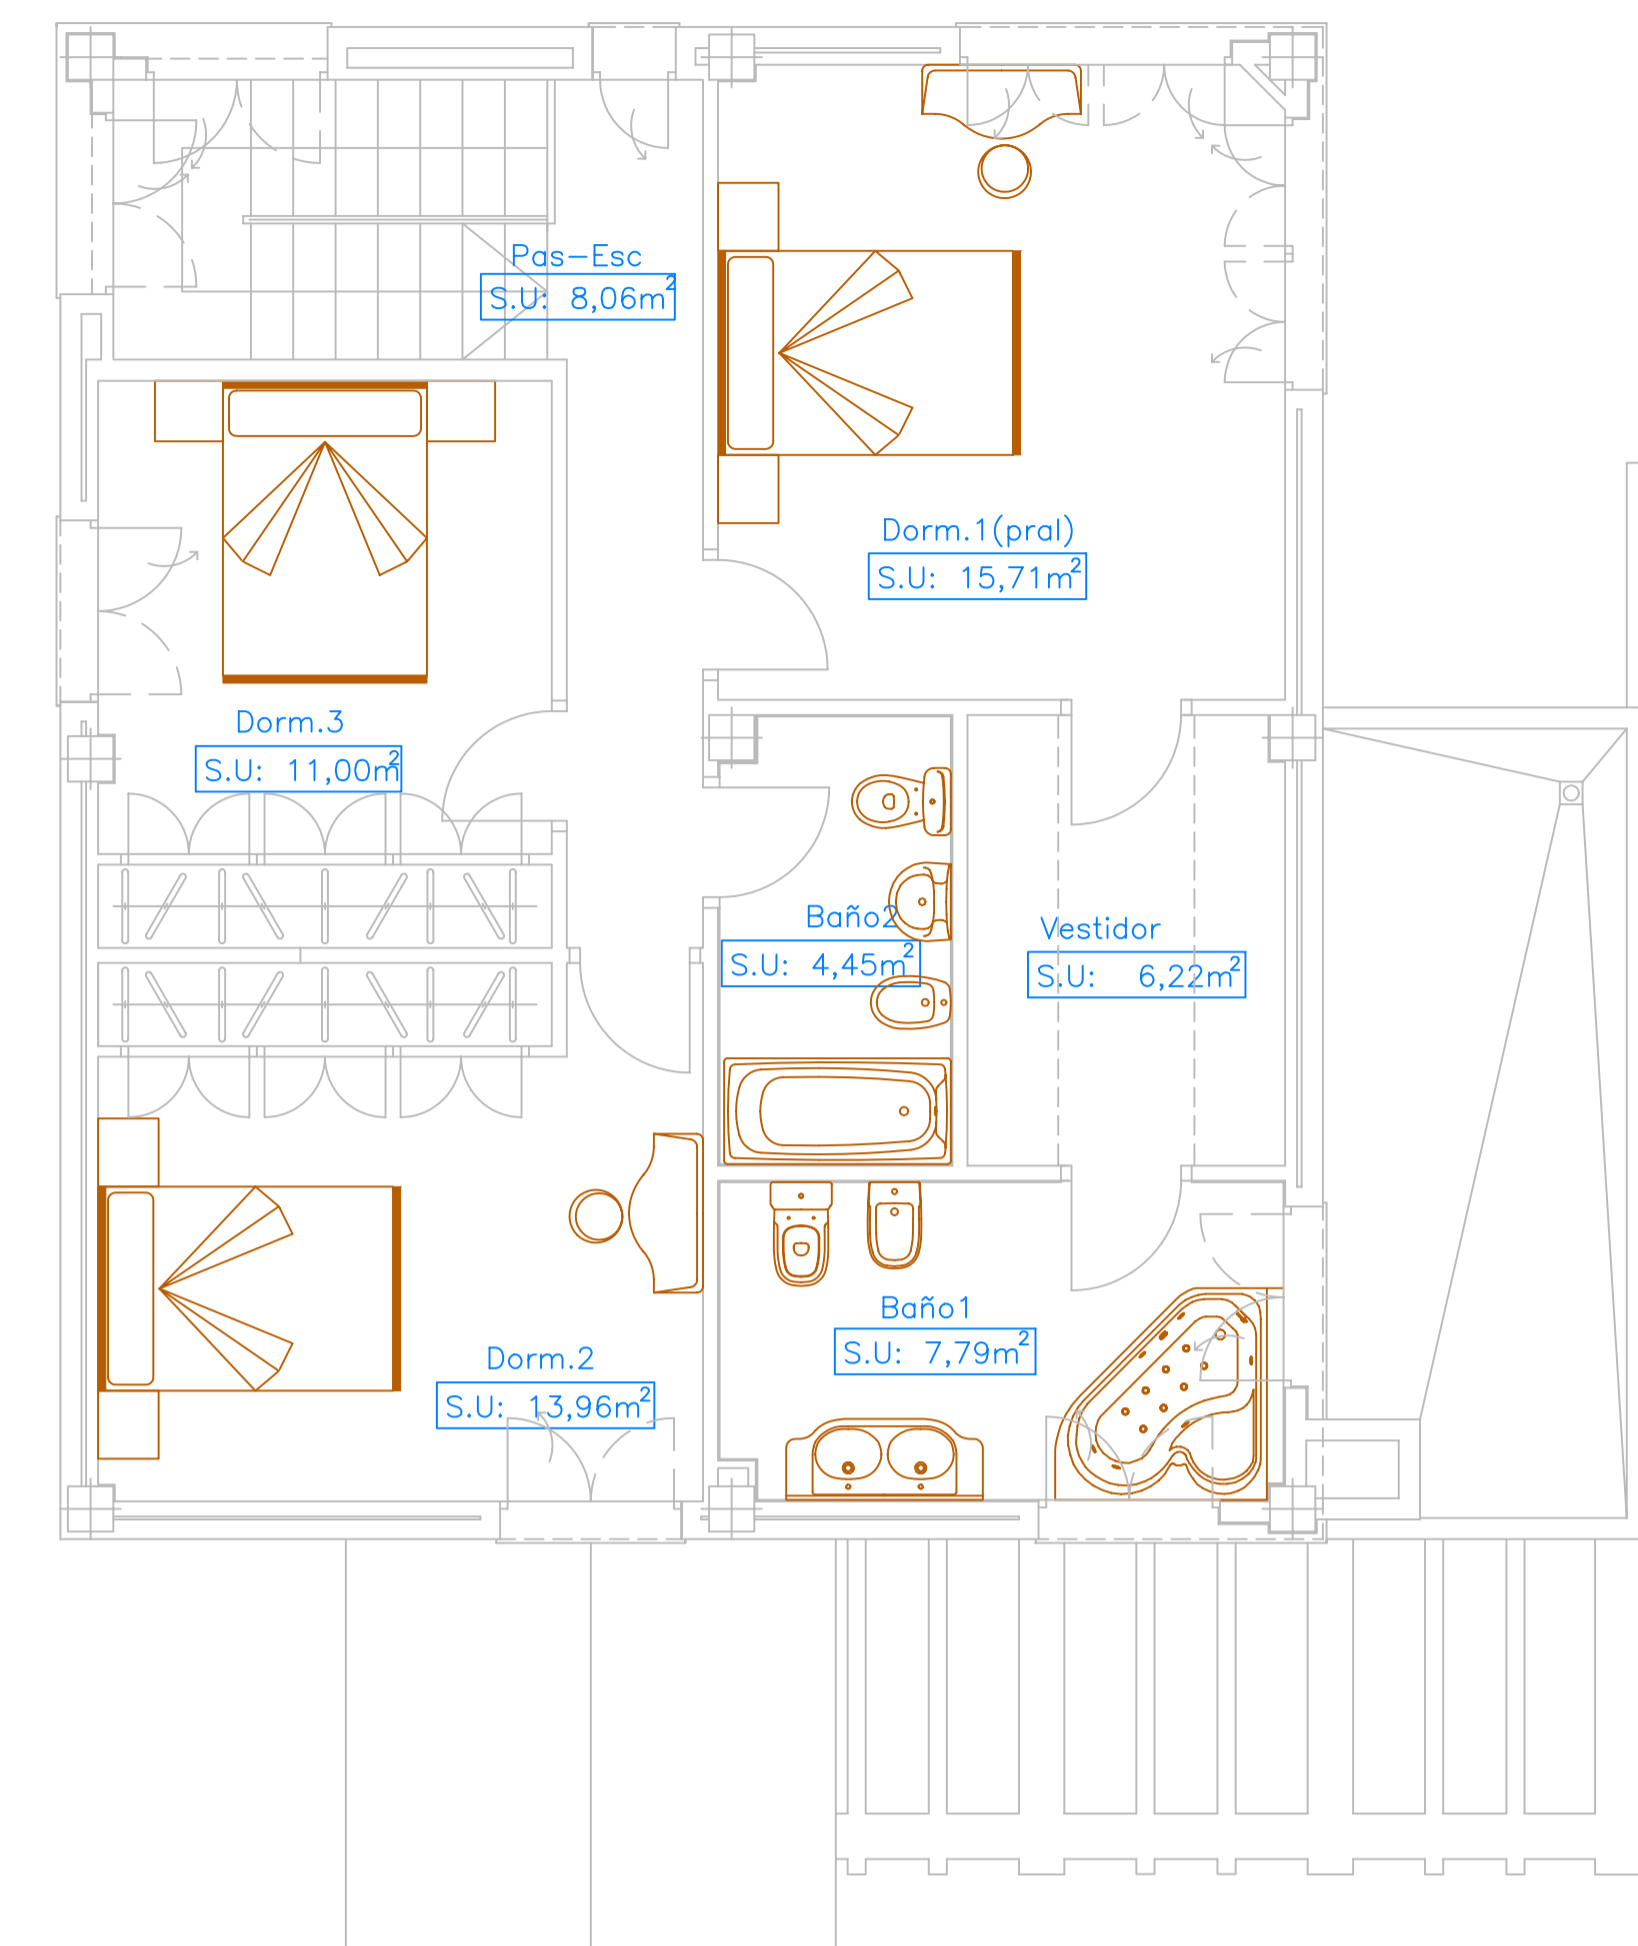 Pas-Esc
S.U: 8,06m²
Dorm.1(pral)
S.U: 15,71m²
Dorm.3
S.U: 11,00m²
Baño2
S.U: 4,45m²
Vestidor
S.U: 6,22m²
Baño1
S.U: 7,79m²
Dorm.2
S.U: 13,96m²